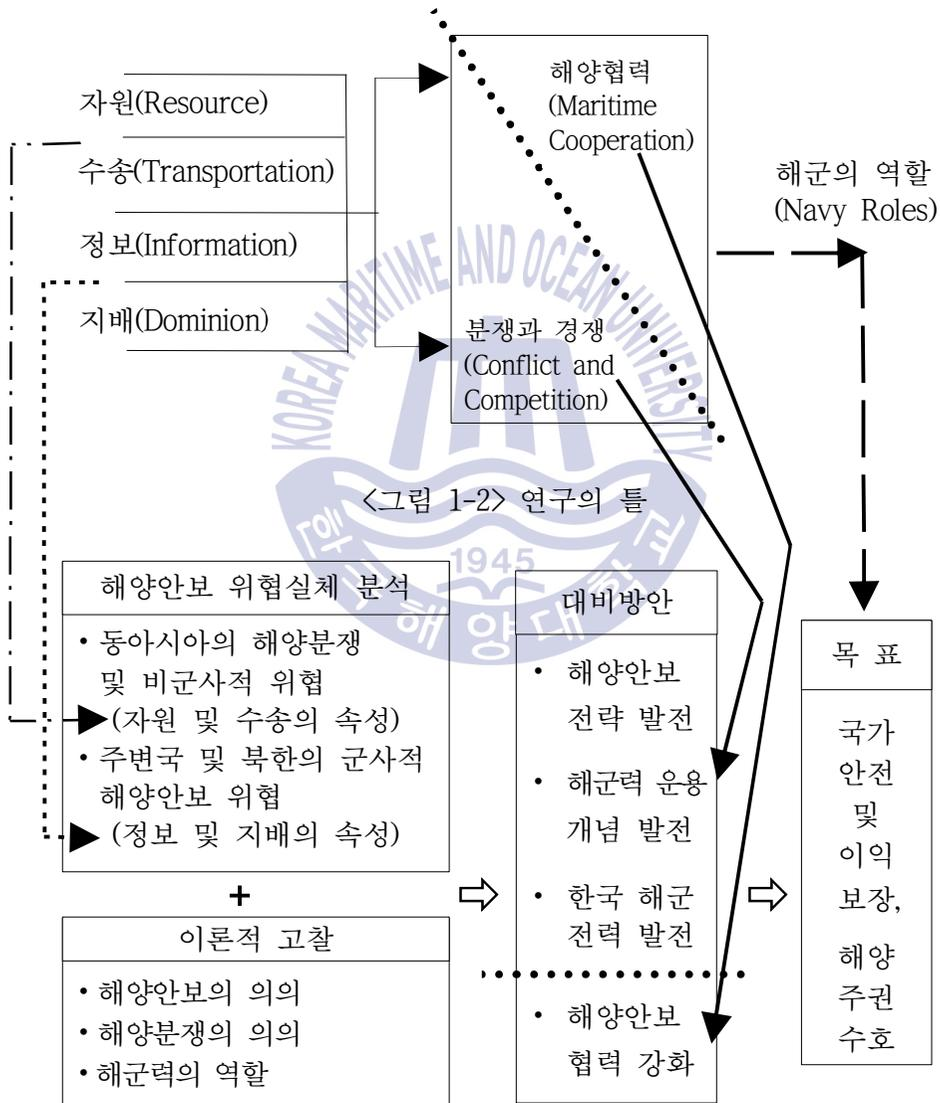 자원(Resource)
수송(Transportation)
정보(Information)
지배(Dominion)
해양협력
(Maritime
Cooperation)
분쟁과 경쟁
(Conflict and
Competition)
해군의 역할
(Navy Roles)
KOREA MARITIME AND OCEAN UNIVERSITY
1945
한국해양대학교
<그림 1-2> 연구의 틀
해양안보 위협실체 분석
• 동아시아의 해양분쟁
및 비군사적 위협
(자원 및 수송의 속성)
• 주변국 및 북한의 군사적
해양안보 위협
(정보 및 지배의 속성)
+
이론적 고찰
• 해양안보의 의의
• 해양분쟁의 의의
• 해군력의 역할
대비방안
• 해양안보
전략 발전
• 해군력 운용
개념 발전
• 한국 해군
전력 발전
• 해양안보
협력 강화
목 표
국가
안전
및
이익
보장,
해양
주권
수호